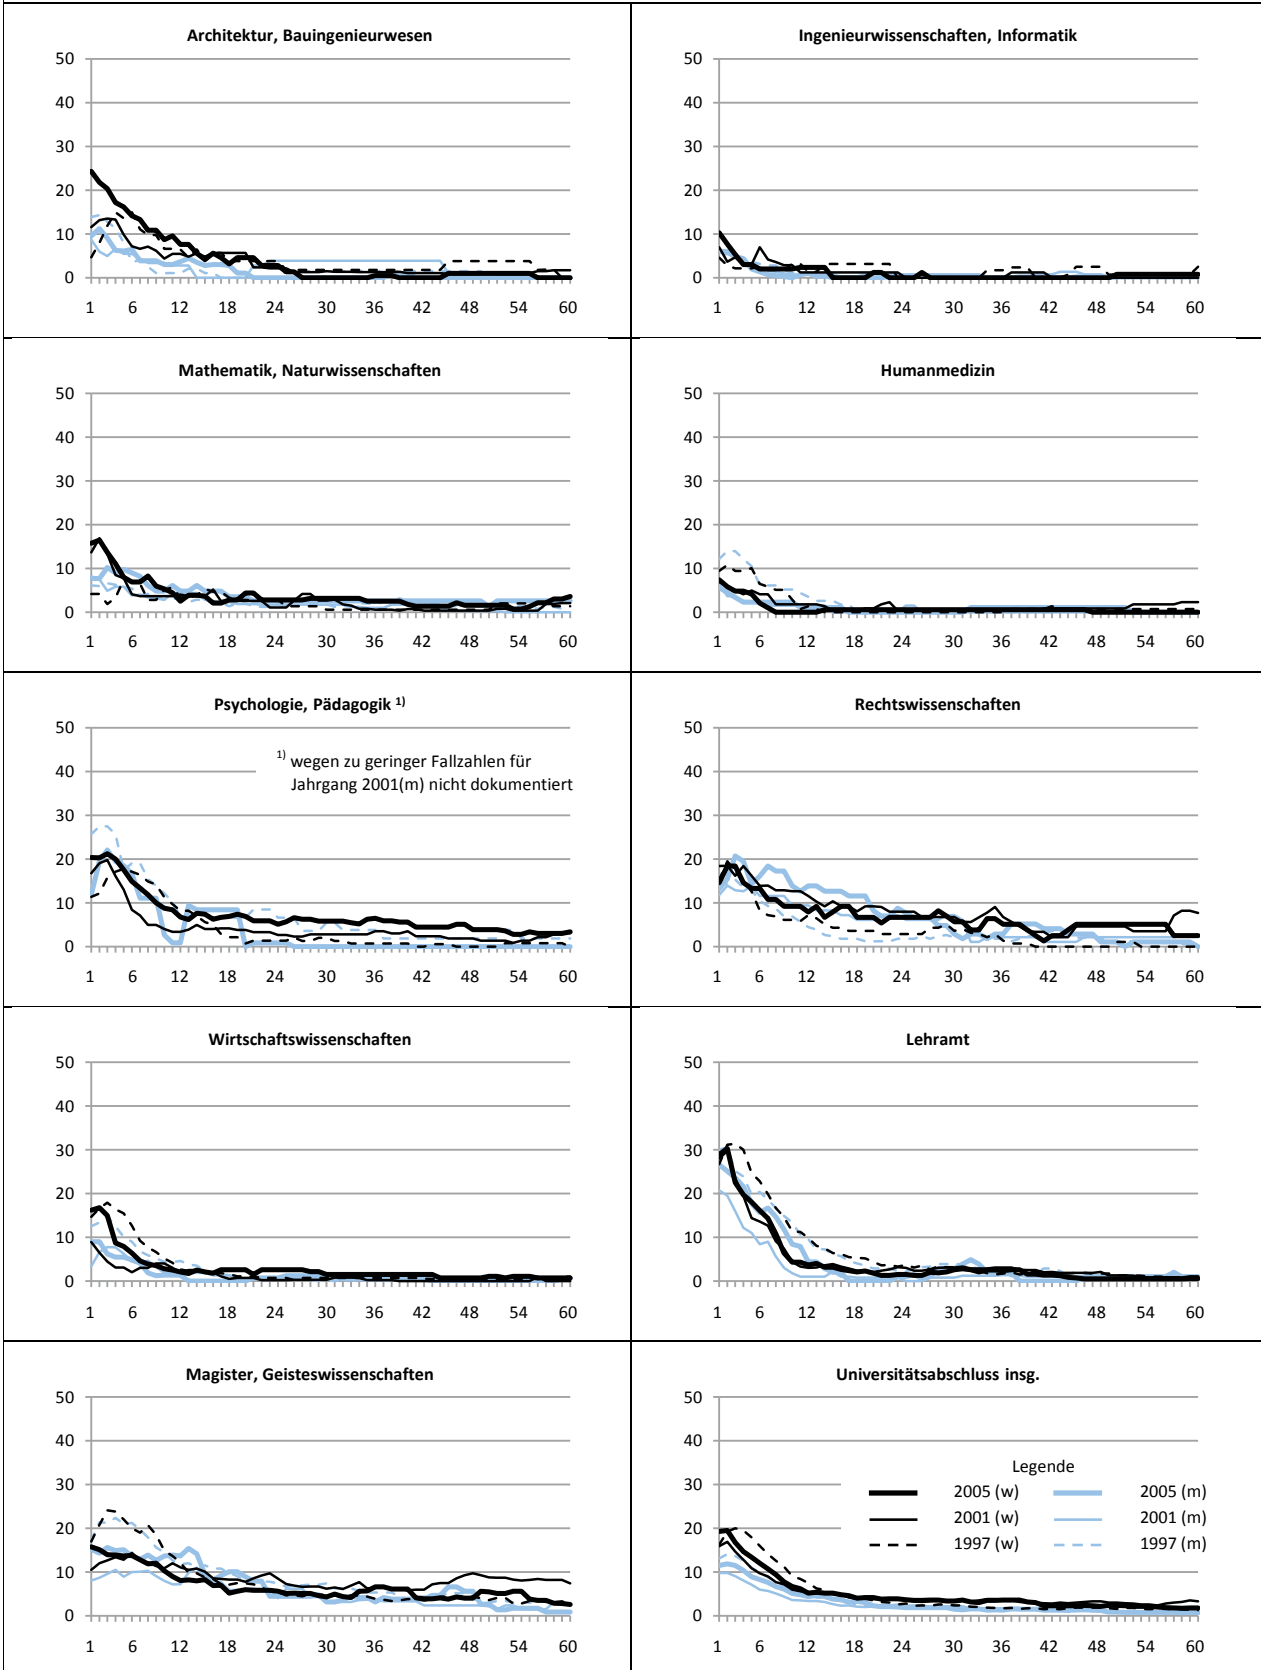 Architektur, Bauingenieurwesen
50
40
30
20
10
0
1 6 12 18 24 30 36 42 48 54 60
Ingenieurwissenschaften, Informatik
50
40
30
20
10
0
1 6 12 18 24 30 36 42 48 54 60
Mathematik, Naturwissenschaften
50
40
30
20
10
0
1 6 12 18 24 30 36 42 48 54 60
Humanmedizin
50
40
30
20
10
0
1 6 12 18 24 30 36 42 48 54 60
Psychologie, Pädagogik 1)
1) wegen zu geringer Fallzahlen für
Jahrgang 2001(m) nicht dokumentiert
50
40
30
20
10
0
1 6 12 18 24 30 36 42 48 54 60
Rechtswissenschaften
50
40
30
20
10
0
1 6 12 18 24 30 36 42 48 54 60
Wirtschaftswissenschaften
50
40
30
20
10
0
1 6 12 18 24 30 36 42 48 54 60
Lehramt
50
40
30
20
10
0
1 6 12 18 24 30 36 42 48 54 60
Magister, Geisteswissenschaften
50
40
30
20
10
0
1 6 12 18 24 30 36 42 48 54 60
Universitätsabschluss insg.
50
40
30
20
10
0
Legende
2005 (w) 2005 (m)
2001 (w) 2001 (m)
1997 (w) 1997 (m)
1 6 12 18 24 30 36 42 48 54 60